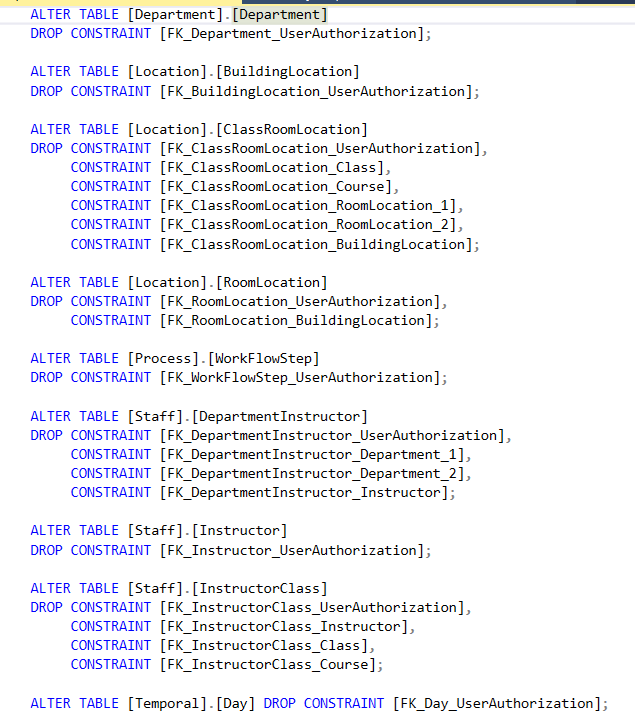 ALTER TABLE [Department].[Department]
DROP CONSTRAINT [FK_Department_UserAuthorization];
ALTER TABLE [Location].[BuildingLocation]
DROP CONSTRAINT [FK_BuildingLocation_UserAuthorization];
ALTER TABLE [Location].[ClassRoomLocation]
DROP CONSTRAINT [FK_ClassRoomLocation_UserAuthorization],
CONSTRAINT [FK_ClassRoomLocation_Class],
CONSTRAINT [FK_ClassRoomLocation_Course],
CONSTRAINT [FK_ClassRoomLocation_RoomLocation_1],
CONSTRAINT [FK_ClassRoomLocation_RoomLocation_2],
CONSTRAINT [FK_ClassRoomLocation_BuildingLocation];
ALTER TABLE [Location].[RoomLocation]
DROP CONSTRAINT [FK_RoomLocation_UserAuthorization],
CONSTRAINT [FK_RoomLocation_BuildingLocation];
ALTER TABLE [Process].[WorkFlowStep]
DROP CONSTRAINT [FK_WorkFlowStep_UserAuthorization];
ALTER TABLE [Staff].[DepartmentInstructor]
DROP CONSTRAINT [FK_DepartmentInstructor_UserAuthorization],
CONSTRAINT [FK_DepartmentInstructor_Department_1],
CONSTRAINT [FK_DepartmentInstructor_Department_2],
CONSTRAINT [FK_DepartmentInstructor_Instructor];
ALTER TABLE [Staff].[Instructor]
DROP CONSTRAINT [FK_Instructor_UserAuthorization];
ALTER TABLE [Staff].[InstructorClass]
DROP CONSTRAINT [FK_InstructorClass_UserAuthorization],
CONSTRAINT [FK_InstructorClass_Instructor],
CONSTRAINT [FK_InstructorClass_Class],
CONSTRAINT [FK_InstructorClass_Course];
ALTER TABLE [Temporal].[Day] DROP CONSTRAINT [FK_Day_UserAuthorization];